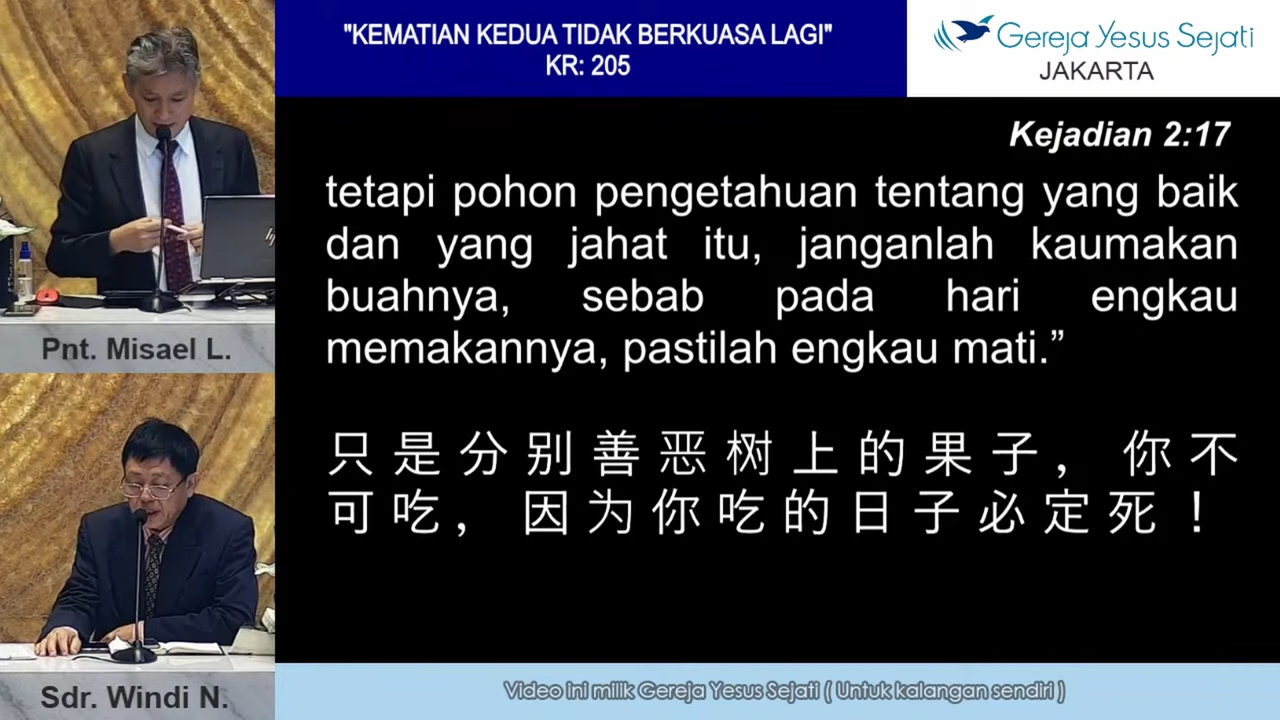 "KEMATIAN KEDUA TIDAK BERKUASA LAGI"
KR: 205
Gereja Yesus Sejati
JAKARTA
Kejadian 2:17
tetapi pohon pengetahuan tentang yang baik
dan yang jahat itu, janganlah kaumakan
buahnya, sebab pada hari engkau
memakannya, pastilah engkau mati.”
只是分别善恶树上的果子，你不
可吃，因为你吃的日子必定死！
Pnt. Misael L.
Sdr. Windi N.
Video ini milik Gereja Yesus Sejati ( Untuk kalangan sendiri )